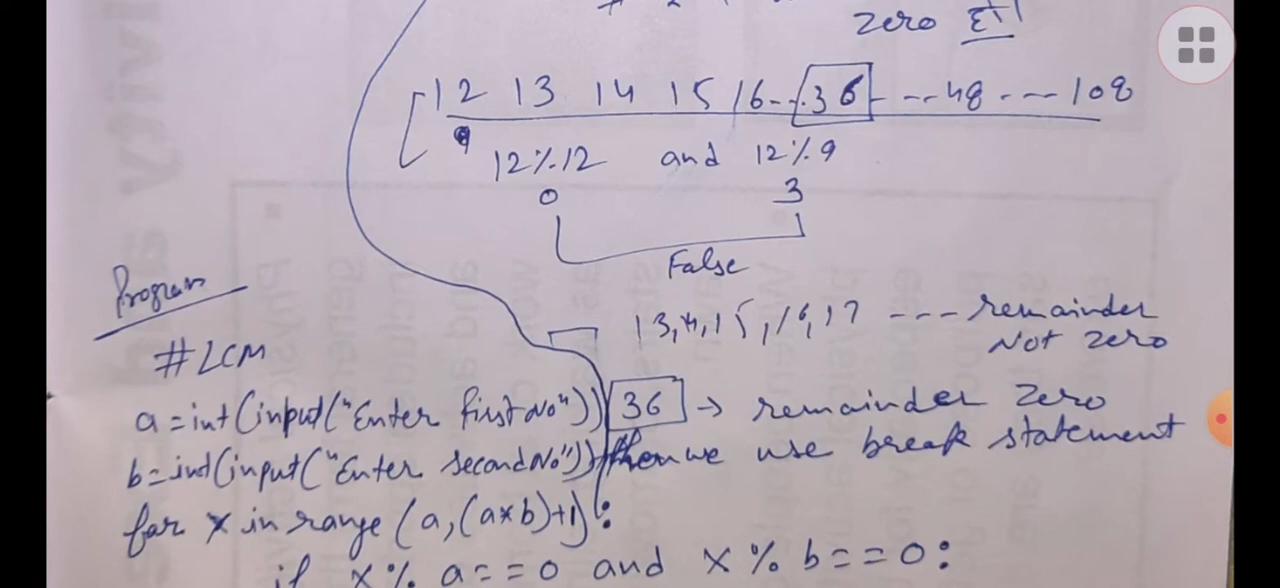 zero Exit
12 13 14 15 16--.36- --48 --- 108
9
12%12 and 12%9
0 3
False
Program
13,14,15,16,17 --- remainder
Not zero
#LCM
a=int(input("Enter first No")) 36 → remainder zero
b=int(input("Enter second No")) then we use break statement
for x in range (a,(a*b)+1):
if x% a==0 and x % b==0: